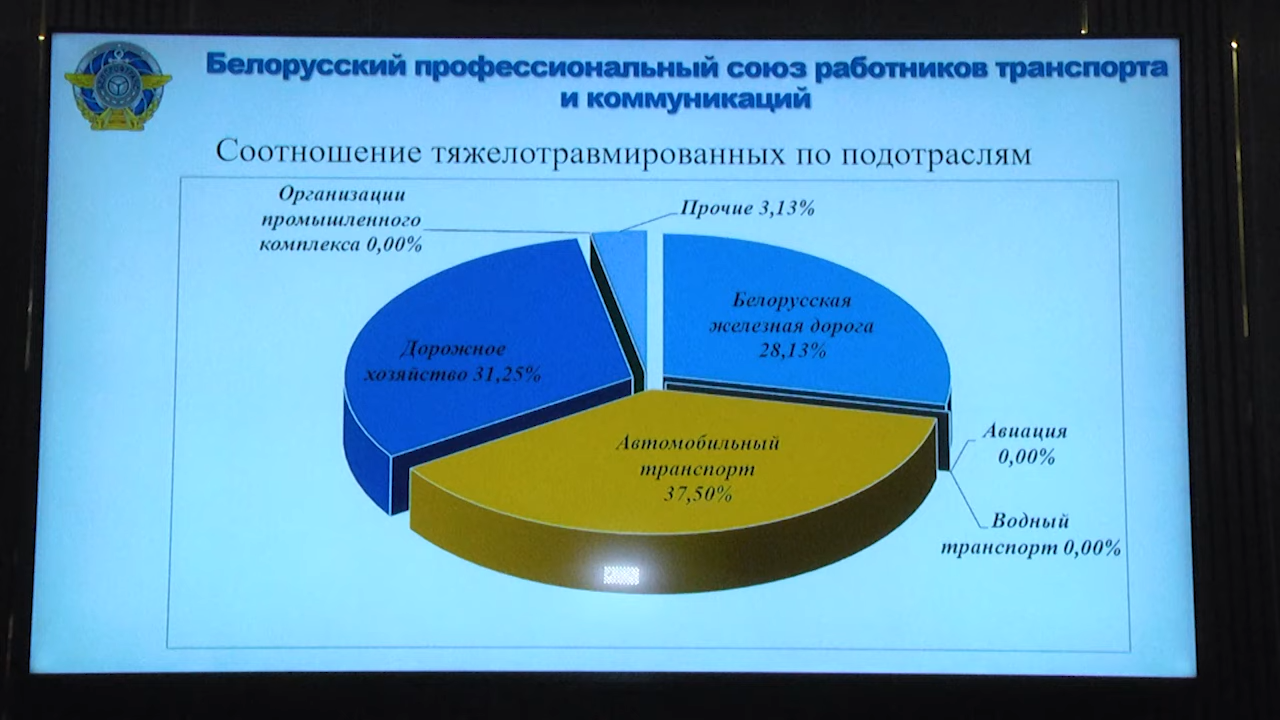 Белорусский профессиональный союз работников транспорта
и коммуникаций
Соотношение тяжелотравмированных по подотраслям
Организации
промышленного
комплекса 0,00%
Прочие 3,13%
Белорусская
железная дорога
28,13%
Дорожное
хозяйство 31,25%
Автомобильный
транспорт
37,50%
Авиация
0,00%
Водный
транспорт 0,00%